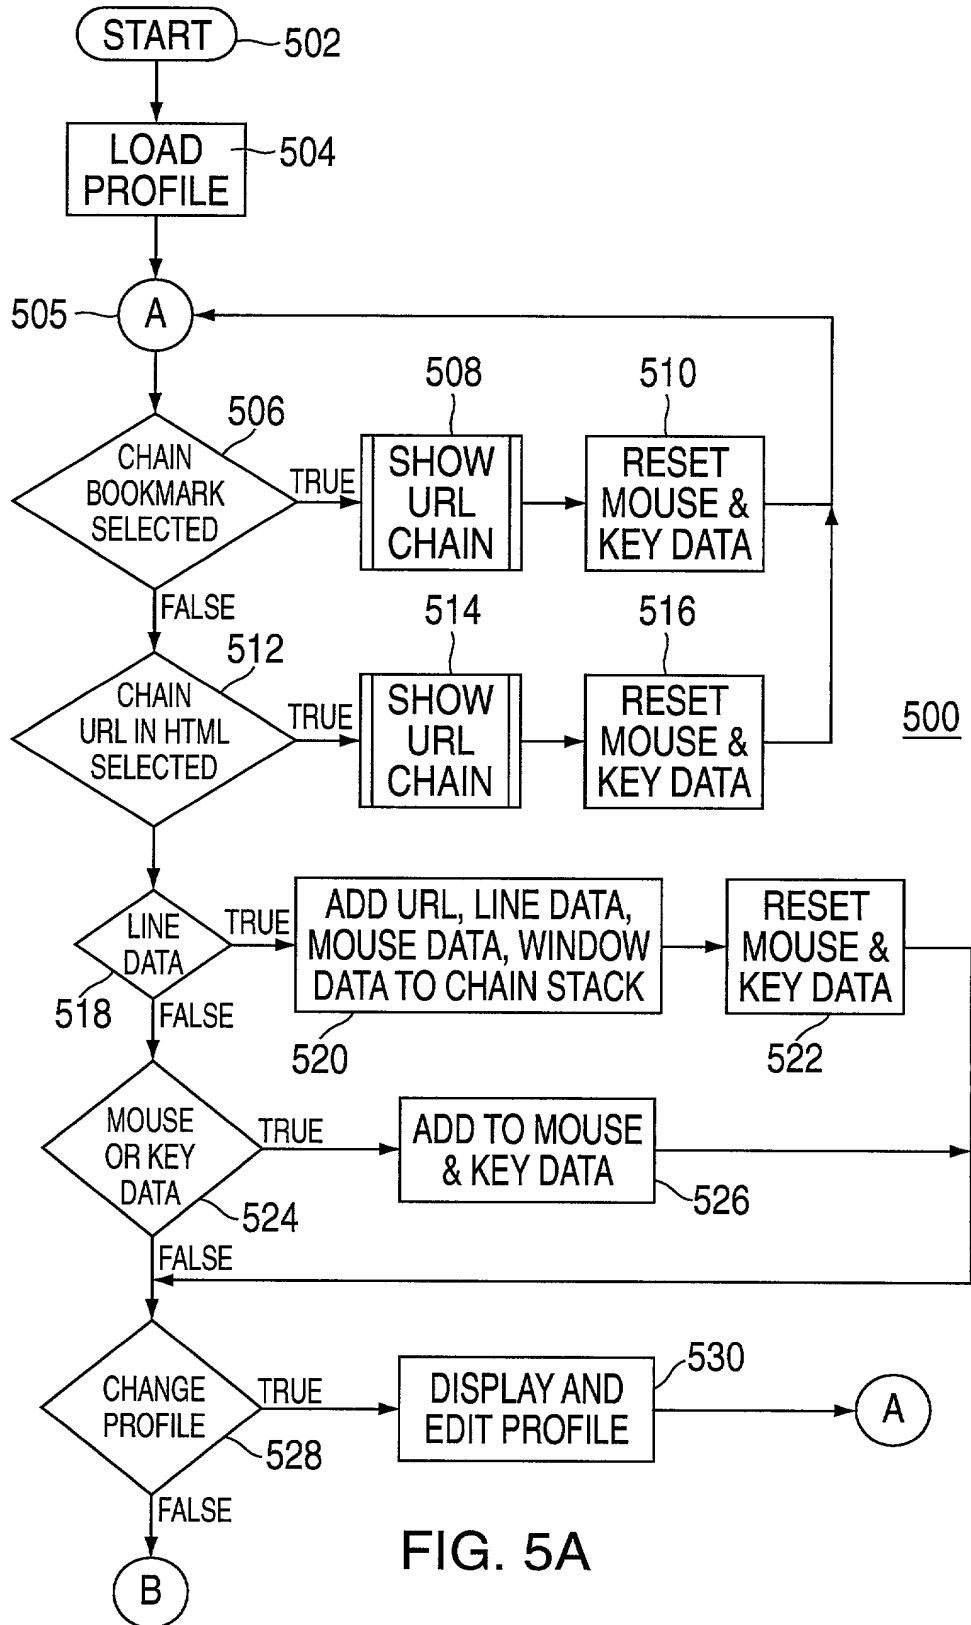 START
502
LOAD
PROFILE
504
505
A
506
CHAIN
BOOKMARK
SELECTED
TRUE
508
SHOW
URL
CHAIN
510
RESET
MOUSE &
KEY DATA
FALSE
512
CHAIN
URL IN HTML
SELECTED
TRUE
514
SHOW
URL
CHAIN
516
RESET
MOUSE &
KEY DATA
500
LINE
DATA
518
TRUE
ADD URL, LINE DATA,
MOUSE DATA, WINDOW
DATA TO CHAIN STACK
520
RESET
MOUSE &
KEY DATA
522
FALSE
MOUSE
OR KEY
DATA
524
TRUE
ADD TO MOUSE
& KEY DATA
526
FALSE
CHANGE
PROFILE
528
TRUE
DISPLAY AND
EDIT PROFILE
530
A
FALSE
B
FIG. 5A